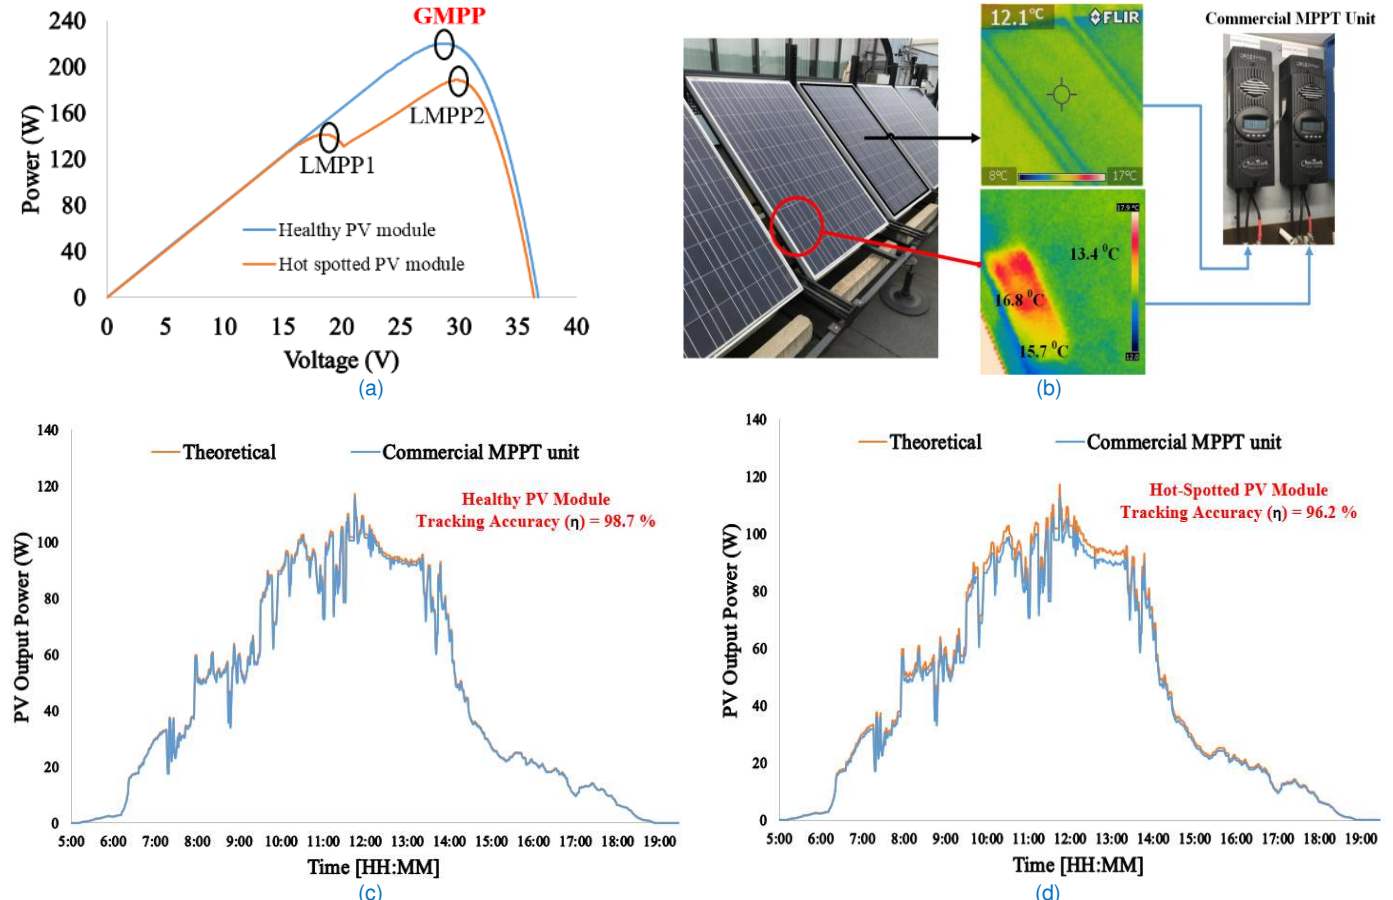 240
200
160
120
80
40
0
Power (W)
GMPP
LMPP2
LMPP1
Healthy PV module
Hot spotted PV module
0 5 10 15 20 25 30 35 40
Voltage (V)
(a)
12.1°C
FLIR
8°C 17°C
17.9 °C
13.4 ⁰C
16.8 ⁰C
15.7 ⁰C
12.0
Commercial MPPT Unit
(b)
140
120
100
80
60
40
20
0
PV Output Power (W)
Theoretical Commercial MPPT unit
Healthy PV Module
Tracking Accuracy (η) = 98.7 %
5:00 6:00 7:00 8:00 9:00 10:00 11:00 12:00 13:00 14:00 15:00 16:00 17:00 18:00 19:00
Time [HH:MM]
(c)
140
120
100
80
60
40
20
0
PV Output Power (W)
Theoretical Commercial MPPT unit
Hot-Spotted PV Module
Tracking Accuracy (η) = 96.2 %
5:00 6:00 7:00 8:00 9:00 10:00 11:00 12:00 13:00 14:00 15:00 16:00 17:00 18:00 19:00
Time [HH:MM]
(d)